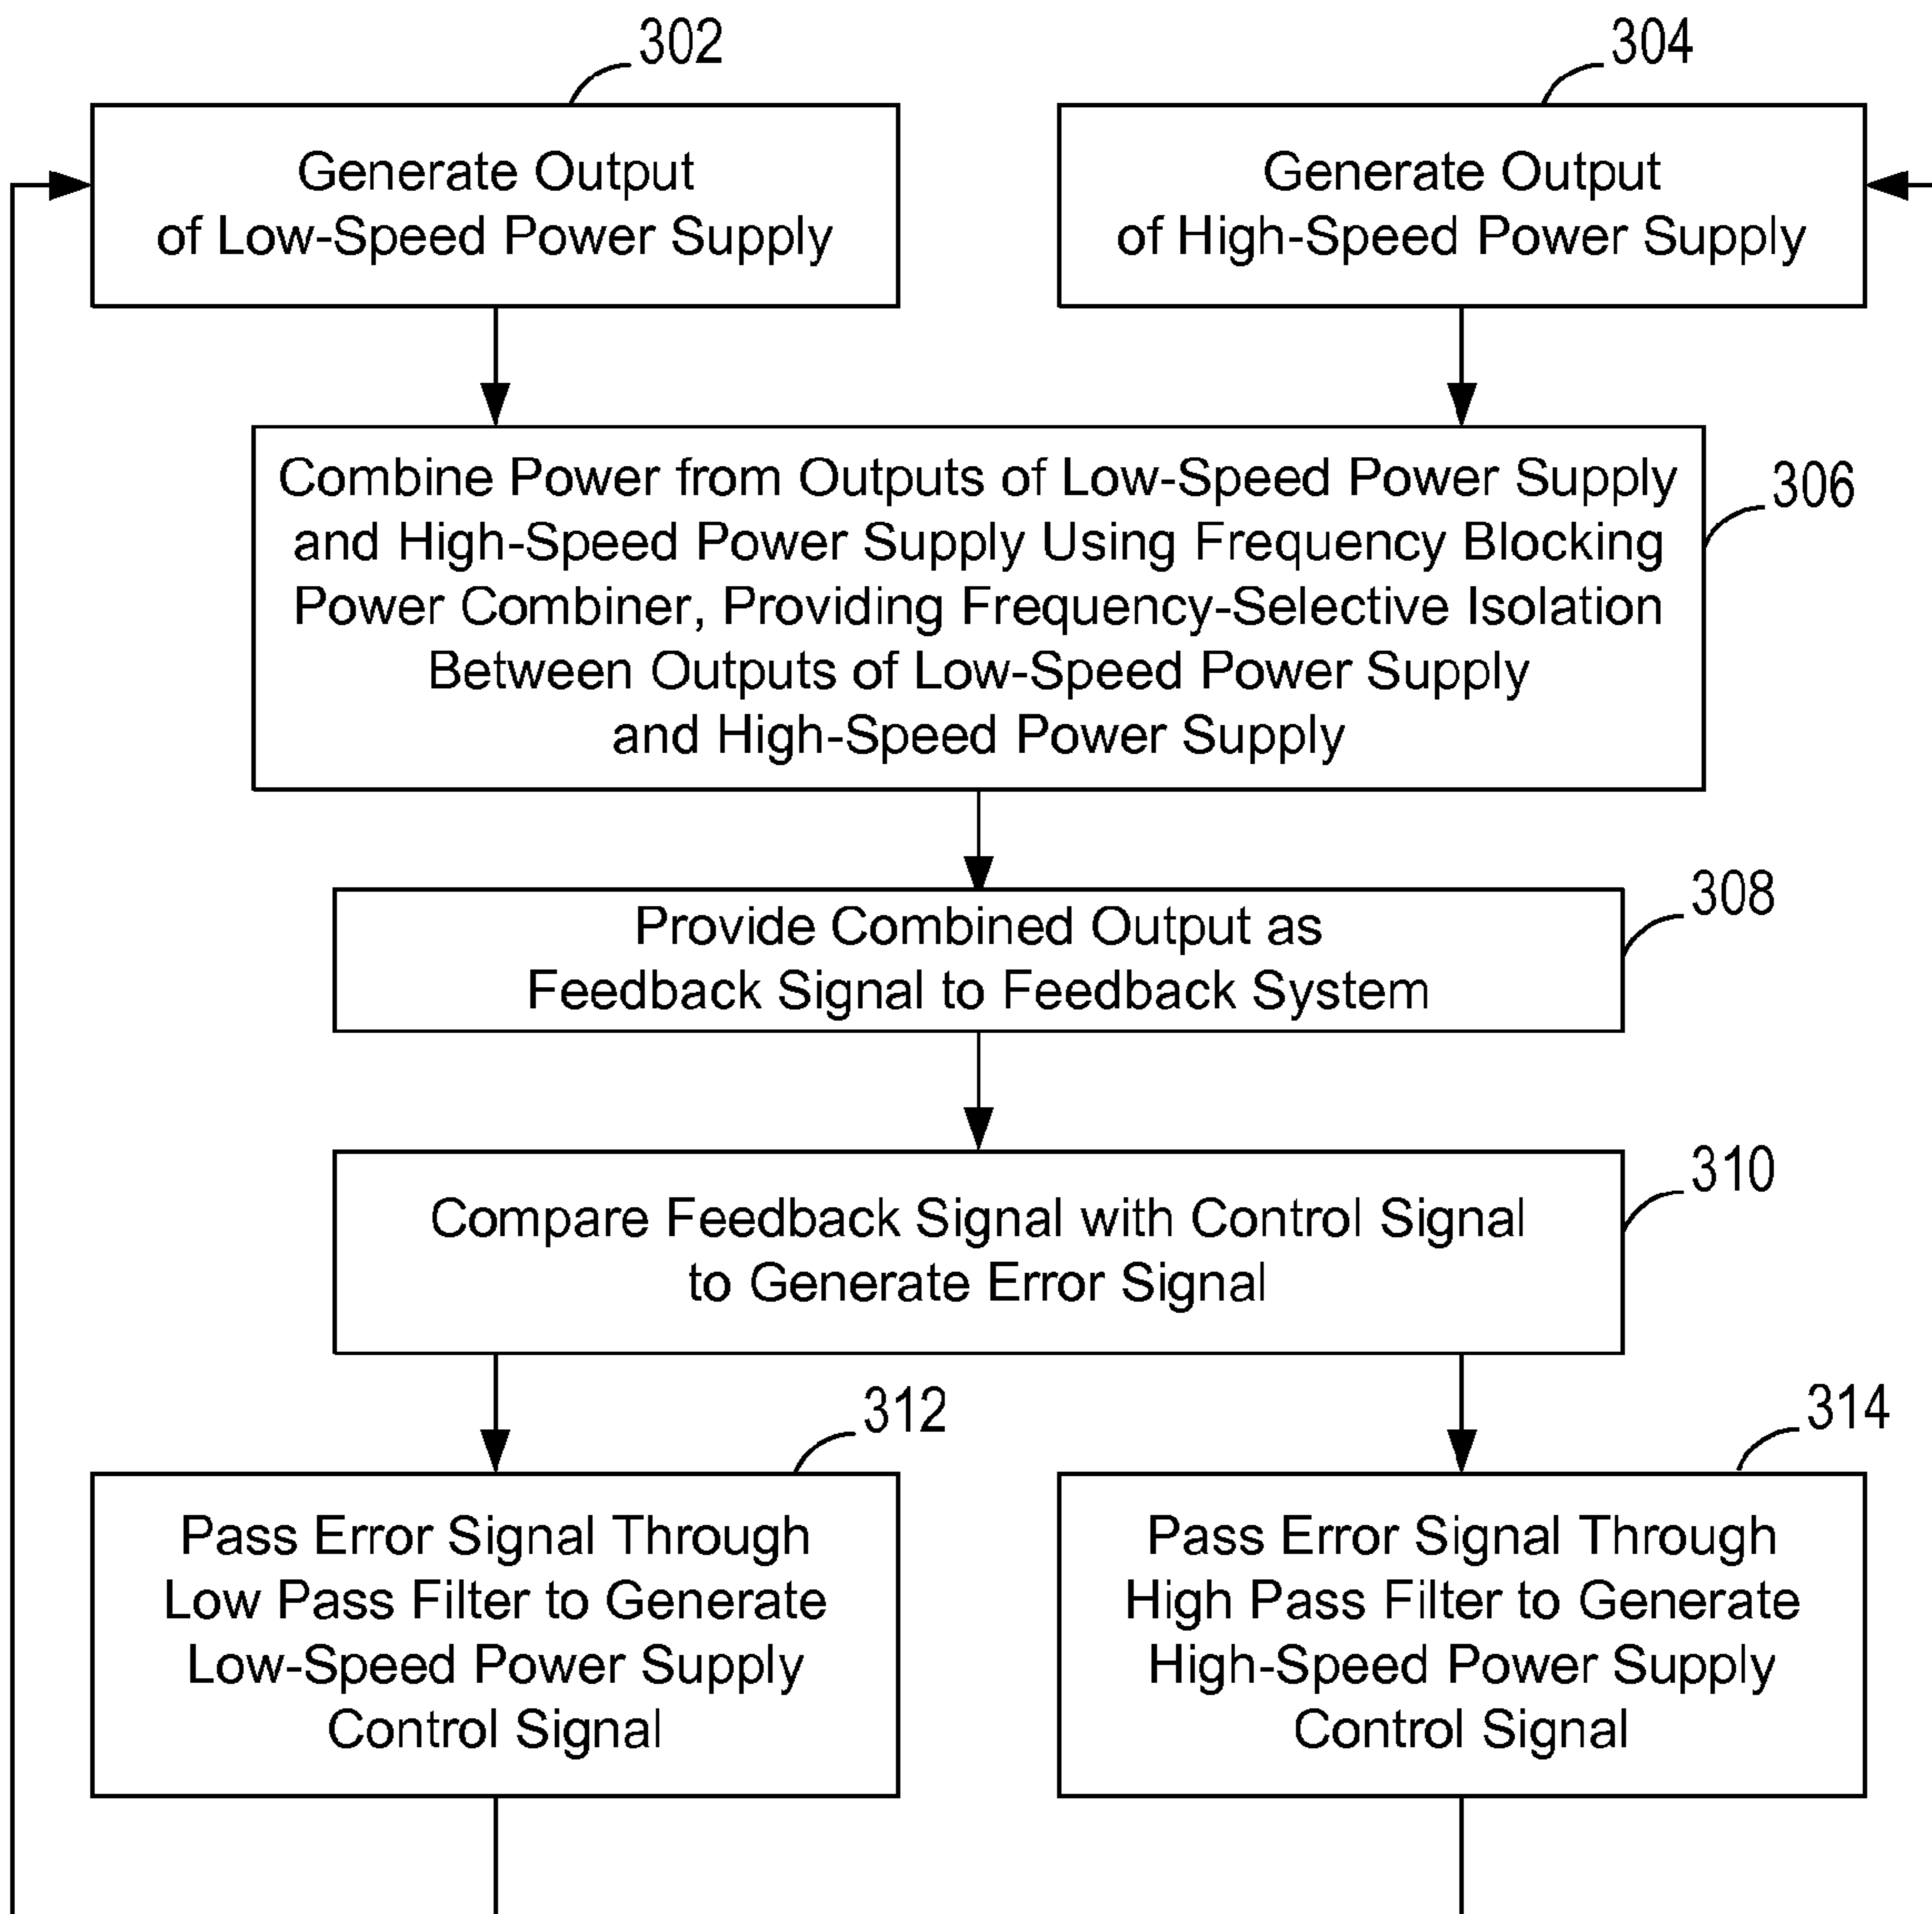 302
304
Generate Output
of Low-Speed Power Supply
Generate Output
of High-Speed Power Supply
Combine Power from Outputs of Low-Speed Power Supply
and High-Speed Power Supply Using Frequency Blocking
Power Combiner, Providing Frequency-Selective Isolation
Between Outputs of Low-Speed Power Supply
and High-Speed Power Supply
306
Provide Combined Output as
Feedback Signal to Feedback System
308
Compare Feedback Signal with Control Signal
to Generate Error Signal
310
312
314
Pass Error Signal Through
Low Pass Filter to Generate
Low-Speed Power Supply
Control Signal
Pass Error Signal Through
High Pass Filter to Generate
High-Speed Power Supply
Control Signal